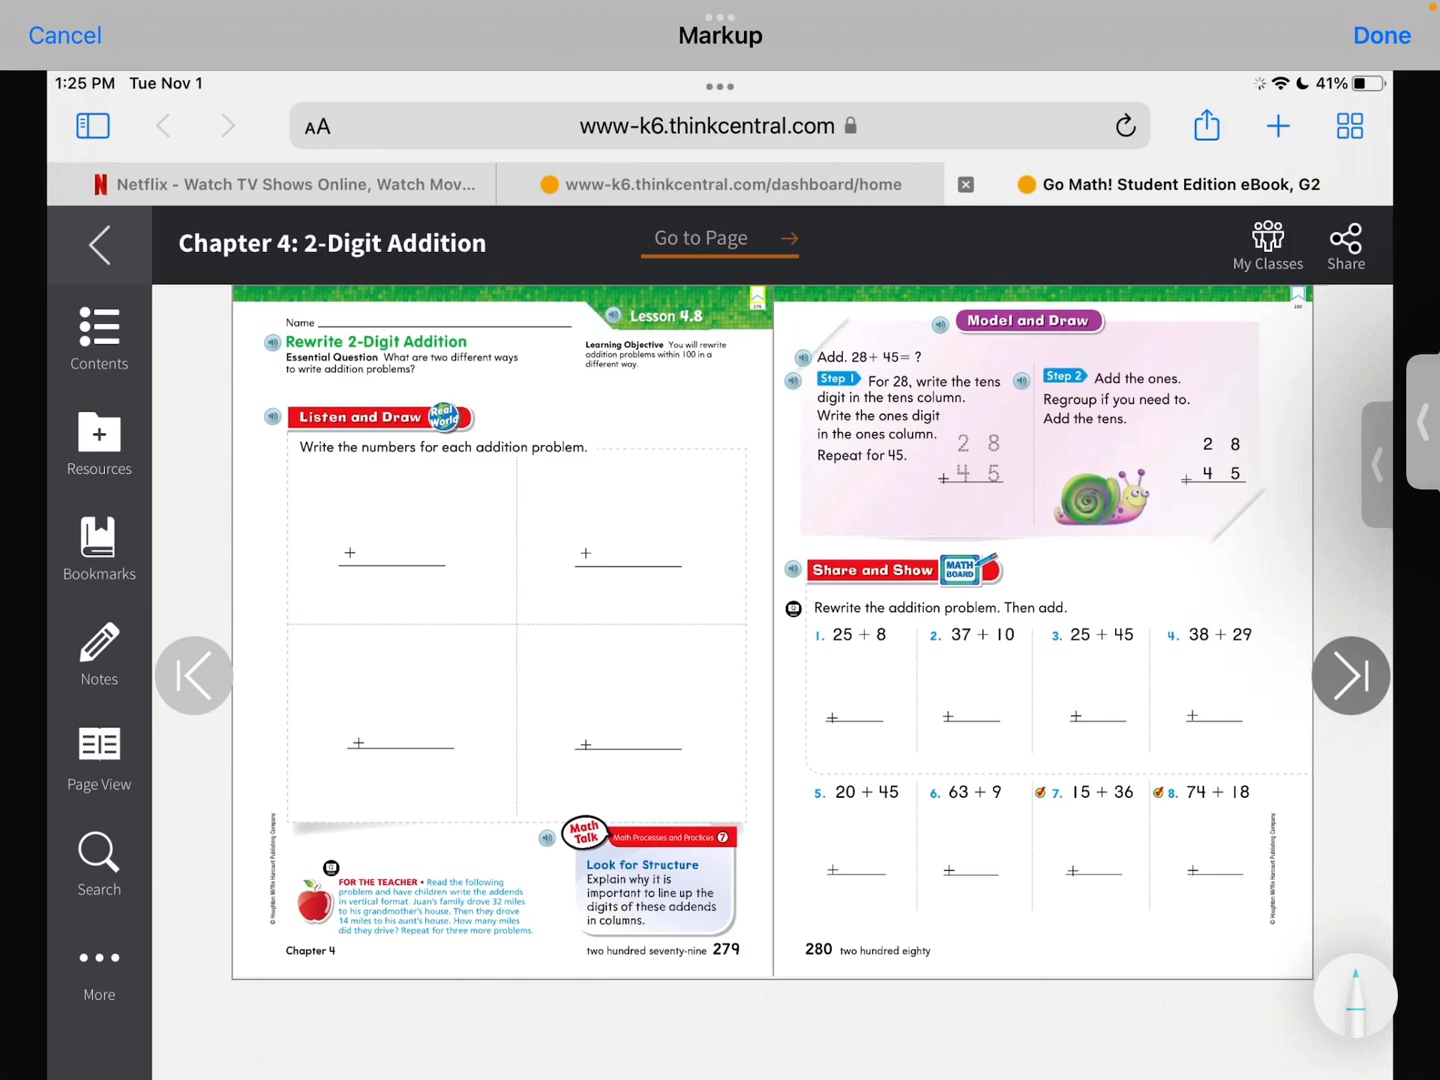 Cancel
Markup
Done
1:25 PM Tue Nov 1
41%
AA
www-k6.thinkcentral.com
Netflix - Watch TV Shows Online, Watch Mov...
www-k6.thinkcentral.com/dashboard/home
Go Math! Student Edition eBook, G2
Chapter 4: 2-Digit Addition
Go to Page
My Classes
Share
Contents
Resources
Bookmarks
Notes
Page View
Search
More
Name
Lesson 4.8
Rewrite 2-Digit Addition
Essential Question What are two different ways
to write addition problems?
Learning Objective You will rewrite
addition problems within 100 in a
different way.
Listen and Draw
Real
World
Write the numbers for each addition problem.
+
+
+
+
Math
Talk
Math Processes and Practices 7
Look for Structure
Explain why it is
important to line up the
digits of these addends
in columns.
FOR THE TEACHER • Read the following
problem and have children write the addends
in vertical format. Juan's family drove 32 miles
to his grandmother's house. Then they drove
14 miles to his aunt's house. How many miles
did they drive? Repeat for three more problems.
© Houghton Mifflin Harcourt Publishing Company
Chapter 4
two hundred seventy-nine 279
Model and Draw
Add. 28+ 45= ?
Step 1 For 28, write the tens
digit in the tens column.
Write the ones digit
in the ones column.
Repeat for 45.
2 8
+ 4 5
Step 2 Add the ones.
Regroup if you need to.
Add the tens.
2 8
+ 4 5
Share and Show
MATH
BOARD
Rewrite the addition problem. Then add.
1. 25 + 8
2. 37 + 10
3. 25 + 45
4. 38 + 29
+
+
+
+
5. 20 + 45
6. 63 + 9
7. 15 + 36
8. 74 + 18
+
+
+
+
© Houghton Mifflin Harcourt Publishing Company
280 two hundred eighty